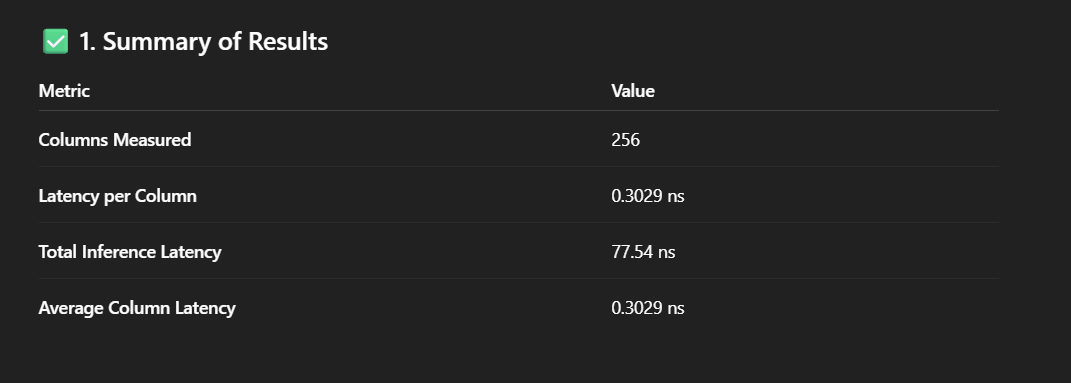 ✅ 1. Summary of Results
Metric Value
Columns Measured 256
Latency per Column 0.3029 ns
Total Inference Latency 77.54 ns
Average Column Latency 0.3029 ns